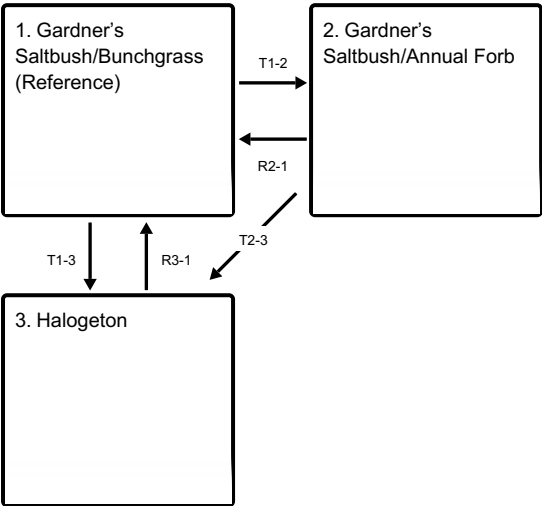 1. Gardner’s
Saltbush/Bunchgrass
(Reference)
T1-2
2. Gardner’s
Saltbush/Annual Forb
R2-1
T2-3
T1-3
R3-1
3. Halogeton